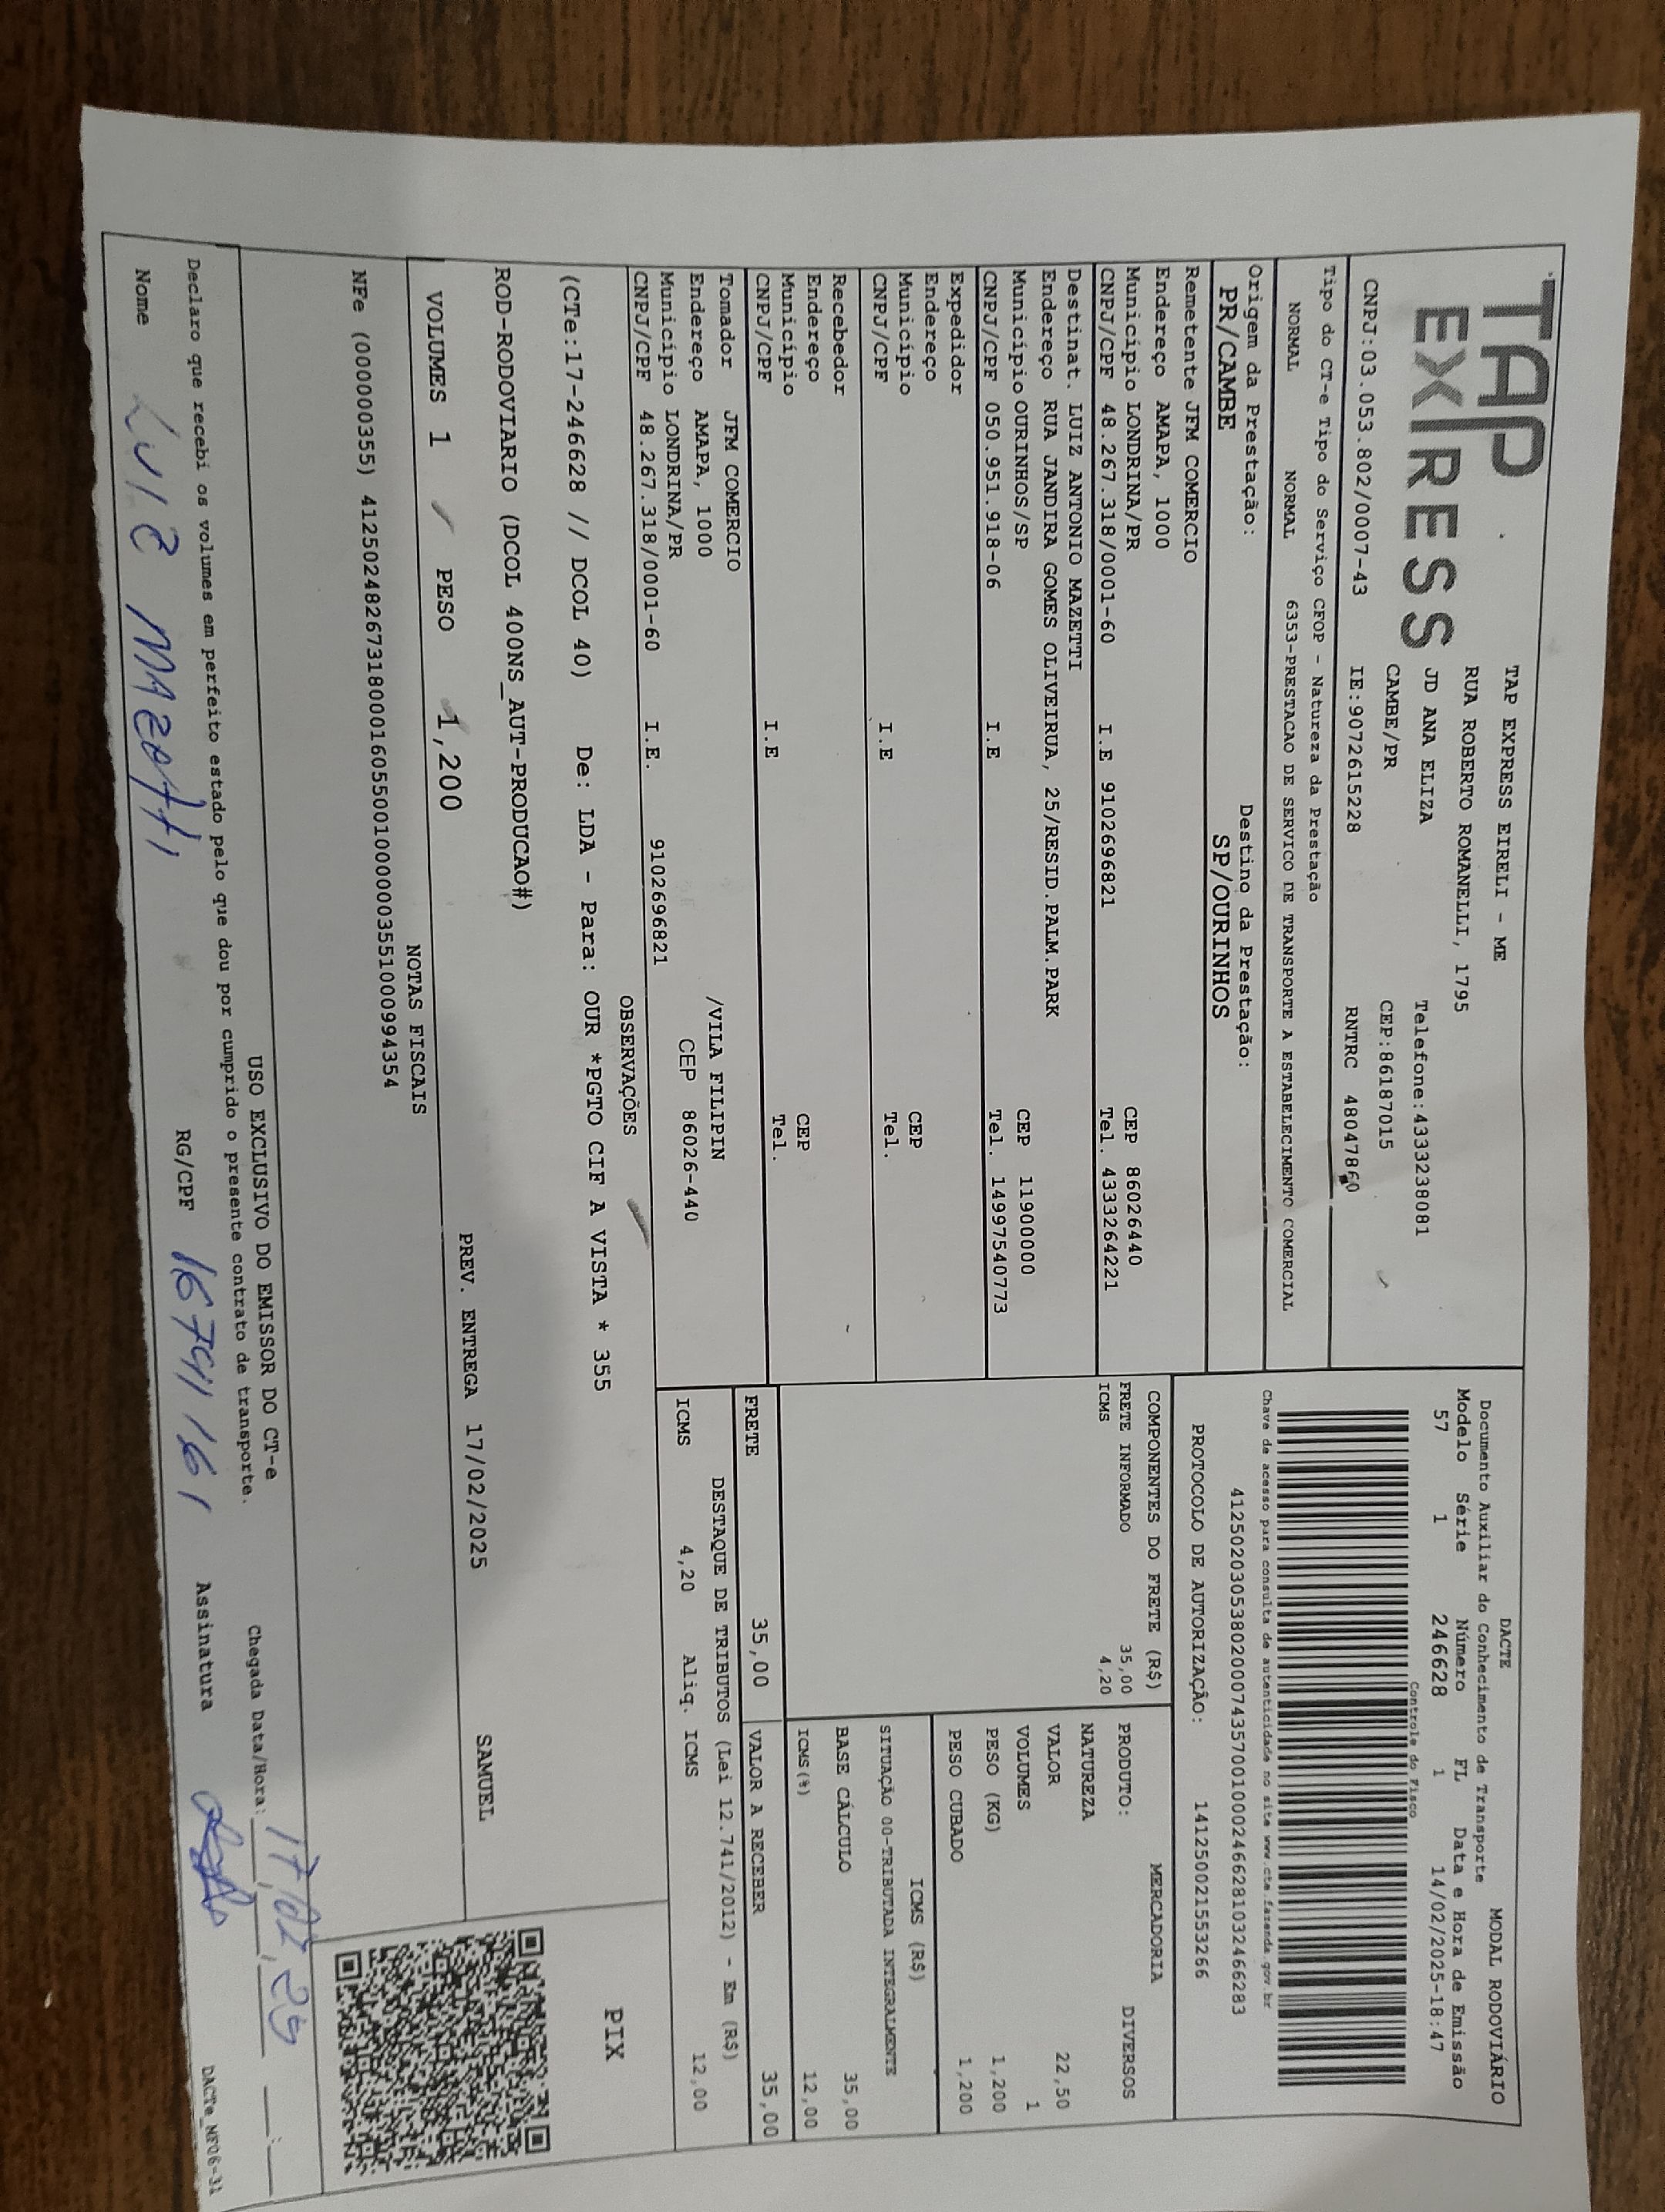 TAP
EXPRESS
TAP EXPRESS EIRELI - ME
RUA ROBERTO ROMANELLI, 1795
JD ANA ELIZA Telefone:4333238081
CAMBE/PR CEP:86187015
CNPJ:03.053.802/0007-43 IE:9072615228 RNTRC 48047860
DACTE MODAL RODOVIÁRIO
Documento Auxiliar do Conhecimento de Transporte
Modelo Série Número FL Data e Hora de Emissão
57 1 246628 1 14/02/2025-18:47
Controle do Fisco
Chave de acesso para consulta de autenticidade no site www.cte.fazenda.gov.br
41250203053802000743570010002466281032466283
PROTOCOLO DE AUTORIZAÇÃO: 141250021553266
Tipo do CT-e Tipo do Serviço CFOP - Natureza da Prestação
NORMAL NORMAL 6353-PRESTACAO DE SERVICO DE TRANSPORTE A ESTABELECIMENTO COMERCIAL
Origem da Prestação: Destino da Prestação:
PR/CAMBE SP/OURINHOS
Remetente JFM COMERCIO
Endereço AMAPA, 1000
Município LONDRINA/PR CEP 86026440
CNPJ/CPF 48.267.318/0001-60 I.E 9102696821 Tel. 4333264221
Destinat. LUIZ ANTONIO MAZETTI
Endereço RUA JANDIRA GOMES OLIVEIRUA, 25/RESID.PALM.PARK
Município OURINHOS/SP CEP 11900000
CNPJ/CPF 050.951.918-06 I.E Tel. 14997540773
Expedidor
Endereço
Município CEP
CNPJ/CPF I.E Tel.
Recebedor
Endereço
Município CEP
CNPJ/CPF I.E Tel.
Tomador JFM COMERCIO
Endereço AMAPA, 1000 /VILA FILIPIN
Município LONDRINA/PR CEP 86026-440
CNPJ/CPF 48.267.318/0001-60 I.E. 9102696821
COMPONENTES DO FRETE (R$)
FRETE INFORMADO 35,00
ICMS 4,20
PRODUTO: MERCADORIA DIVERSOS
NATUREZA
VALOR 22,50
VOLUMES 1
PESO (KG) 1,200
PESO CUBADO 1,200
ICMS (R$)
SITUAÇÃO 00-TRIBUTADA INTEGRALMENTE
BASE CÁLCULO 35,00
ICMS(%) 12,00
FRETE 35,00 VALOR A RECEBER 35,00
DESTAQUE DE TRIBUTOS (Lei 12.741/2012) - Em (R$)
ICMS 4,20 Aliq. ICMS 12,00
OBSERVAÇÕES
(CTe:17-246628 // DCOL 40) De: LDA - Para: OUR *PGTO CIF A VISTA * 355
PIX
ROD-RODOVIARIO (DCOL 400NS_AUT-PRODUCAO#)
VOLUMES 1 PESO 1,200 PREV. ENTREGA 17/02/2025 SAMUEL
NOTAS FISCAIS
NFe (000000355) 41250248267318000160550010000003551000994354
USO EXCLUSIVO DO EMISSOR DO CT-e
Declaro que recebi os volumes em perfeito estado pelo que dou por cumprido o presente contrato de transporte. Chegada Data/Hora: 17/02/25 __:__
Nome Luiz Mazetti RG/CPF 16794161 Assinatura
DACTe_NF06-31